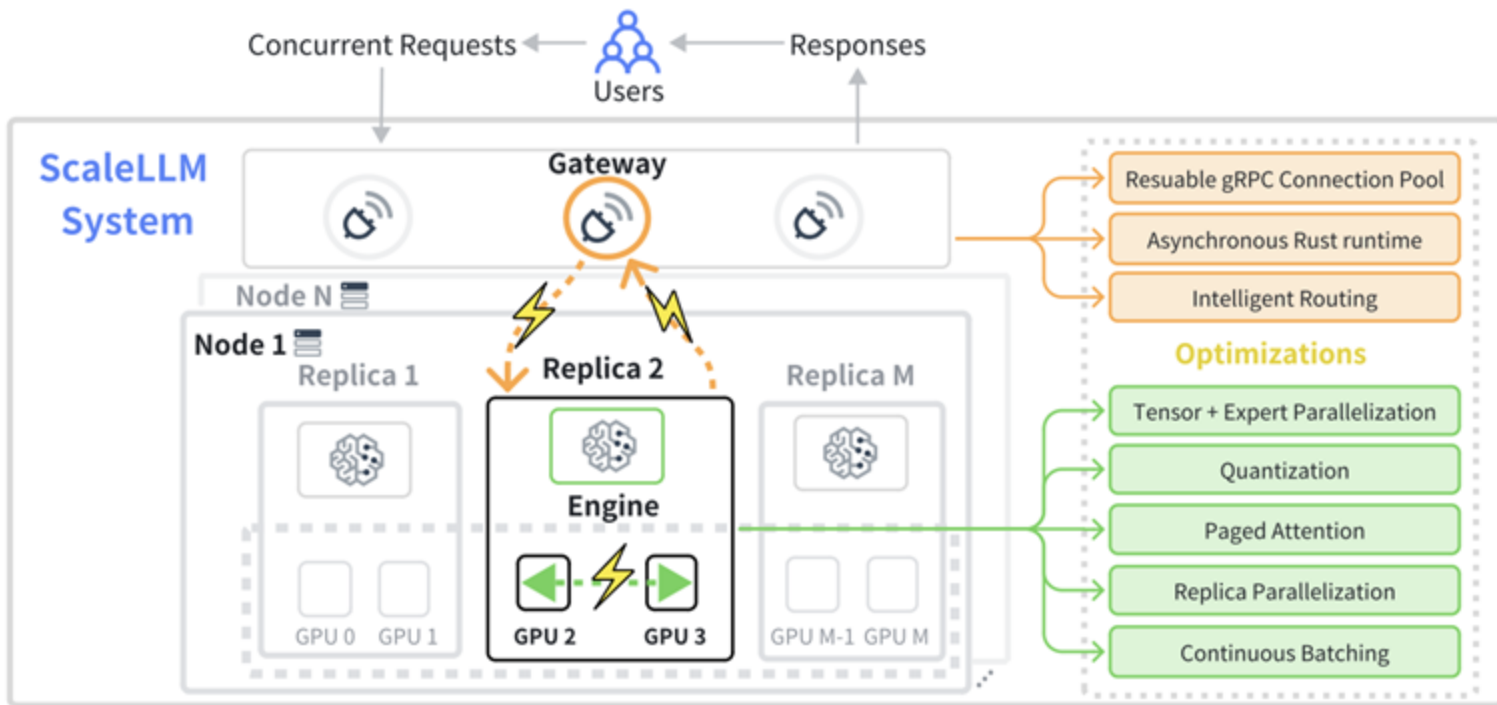 Concurrent Requests
Users
Responses
ScaleLLM
System
Gateway
Node N
Node 1
Replica 1
Replica 2
Replica M
Engine
GPU 0
GPU 1
GPU 2
GPU 3
GPU M-1
GPU M
Resuable gRPC Connection Pool
Asynchronous Rust runtime
Intelligent Routing
Optimizations
Tensor + Expert Parallelization
Quantization
Paged Attention
Replica Parallelization
Continuous Batching